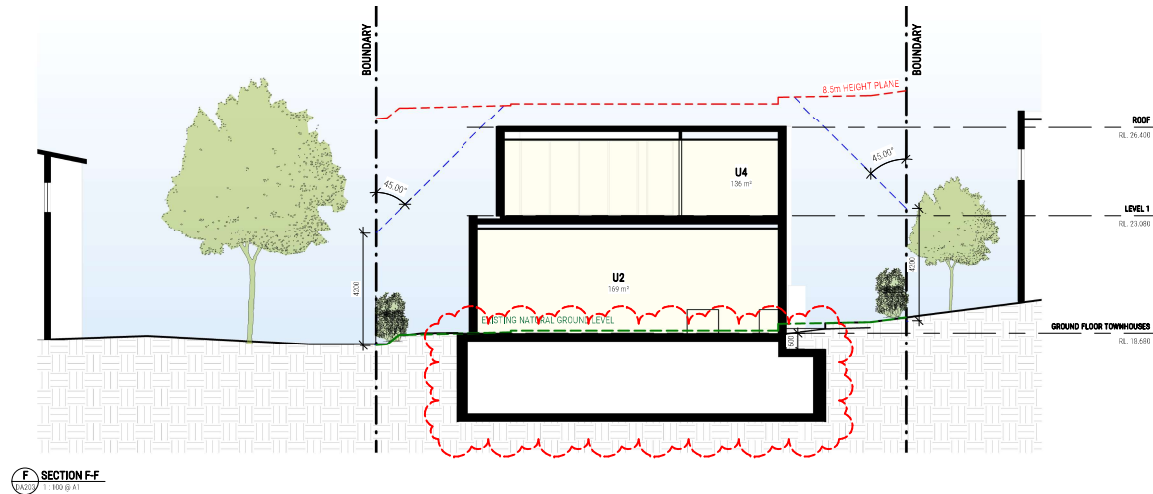 BOUNDARY
BOUNDARY
8.5m HEIGHT PLANE
ROOF
RL. 26.400
45.00°
45.00°
U4
136 m²
LEVEL 1
RL. 23.080
4200
4200
U2
169 m²
EXISTING NATURAL GROUND LEVEL
GROUND FLOOR TOWNHOUSES
RL. 18.680
600
F
DA203
SECTION F-F
1 : 100 @ A1